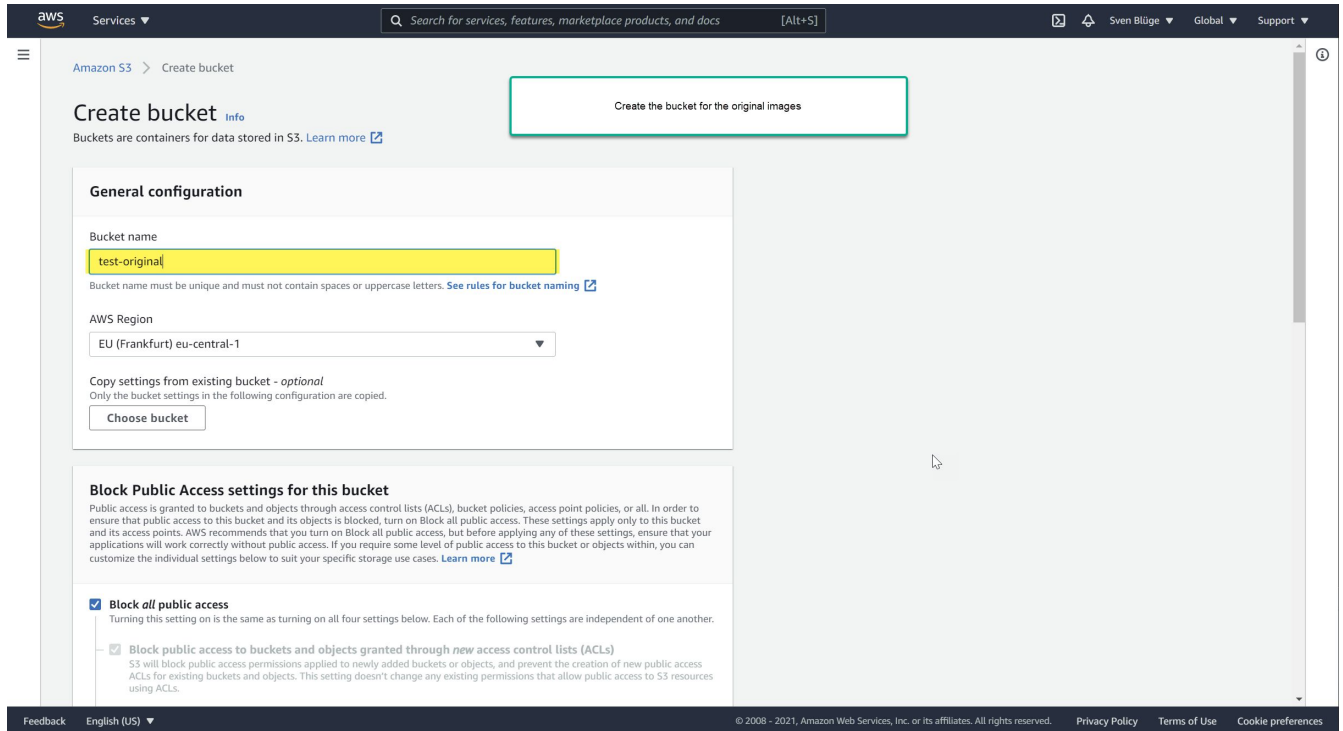 aws Services ▼ Search for services, features, marketplace products, and docs [Alt+S] Sven Blüge ▼ Global ▼ Support ▼
Amazon S3 > Create bucket
Create the bucket for the original images
Create bucket Info
Buckets are containers for data stored in S3. Learn more
General configuration
Bucket name
test-original
Bucket name must be unique and must not contain spaces or uppercase letters. See rules for bucket naming
AWS Region
EU (Frankfurt) eu-central-1
Copy settings from existing bucket - optional
Only the bucket settings in the following configuration are copied.
Choose bucket
Block Public Access settings for this bucket
Public access is granted to buckets and objects through access control lists (ACLs), bucket policies, access point policies, or all. In order to
ensure that public access to this bucket and its objects is blocked, turn on Block all public access. These settings apply only to this bucket
and its access points. AWS recommends that you turn on Block all public access, but before applying any of these settings, ensure that your
applications will work correctly without public access. If you require some level of public access to this bucket or objects within, you can
customize the individual settings below to suit your specific storage use cases. Learn more
Block all public access
Turning this setting on is the same as turning on all four settings below. Each of the following settings are independent of one another.
Block public access to buckets and objects granted through new access control lists (ACLs)
S3 will block public access permissions applied to newly added buckets or objects, and prevent the creation of new public access
ACLs for existing buckets and objects. This setting doesn't change any existing permissions that allow public access to S3 resources
using ACLs.
Feedback English (US) ▼ © 2008 - 2021, Amazon Web Services, Inc. or its affiliates. All rights reserved. Privacy Policy Terms of Use Cookie preferences